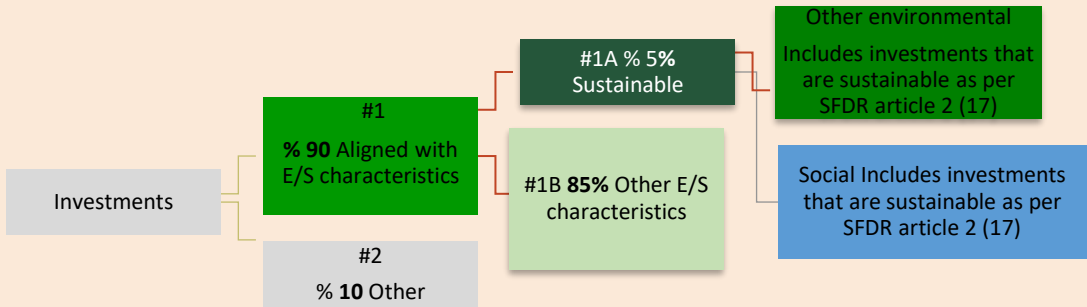 Investments
#1
% 90 Aligned with
E/S characteristics
#2
% 10 Other
#1A % 5%
Sustainable
#1B 85% Other E/S
characteristics
Other environmental
Includes investments that
are sustainable as per
SFDR article 2 (17)
Social Includes investments
that are sustainable as per
SFDR article 2 (17)